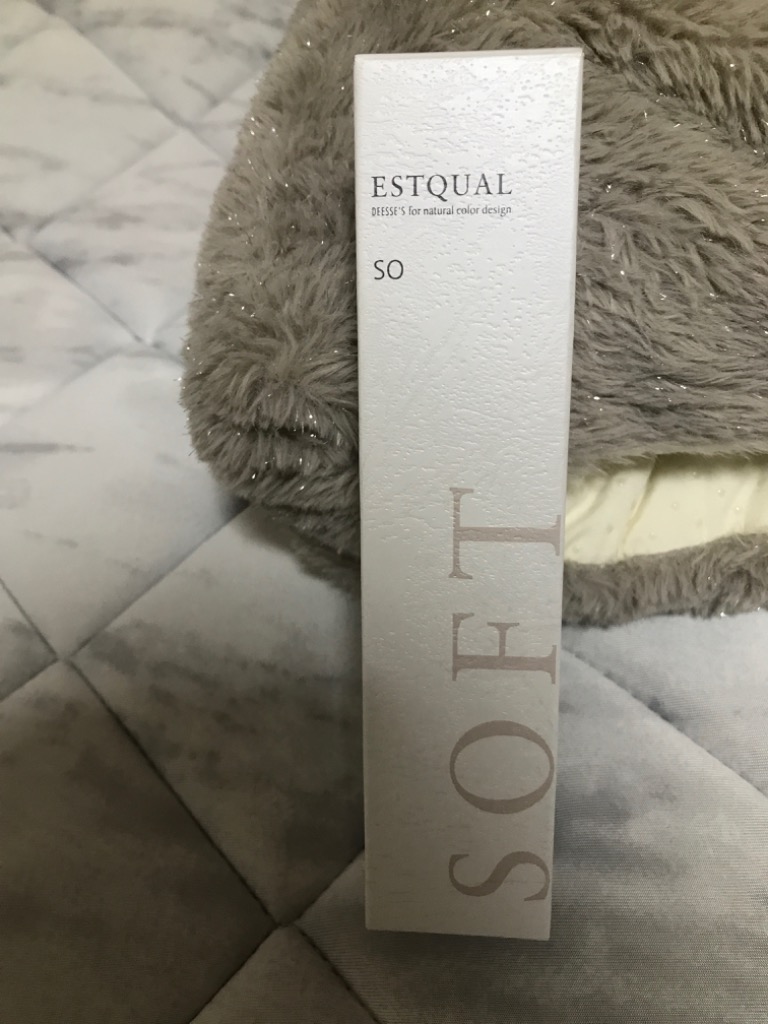 ESTQUAL
DEESSE'S for natural color design
SO
SOFT